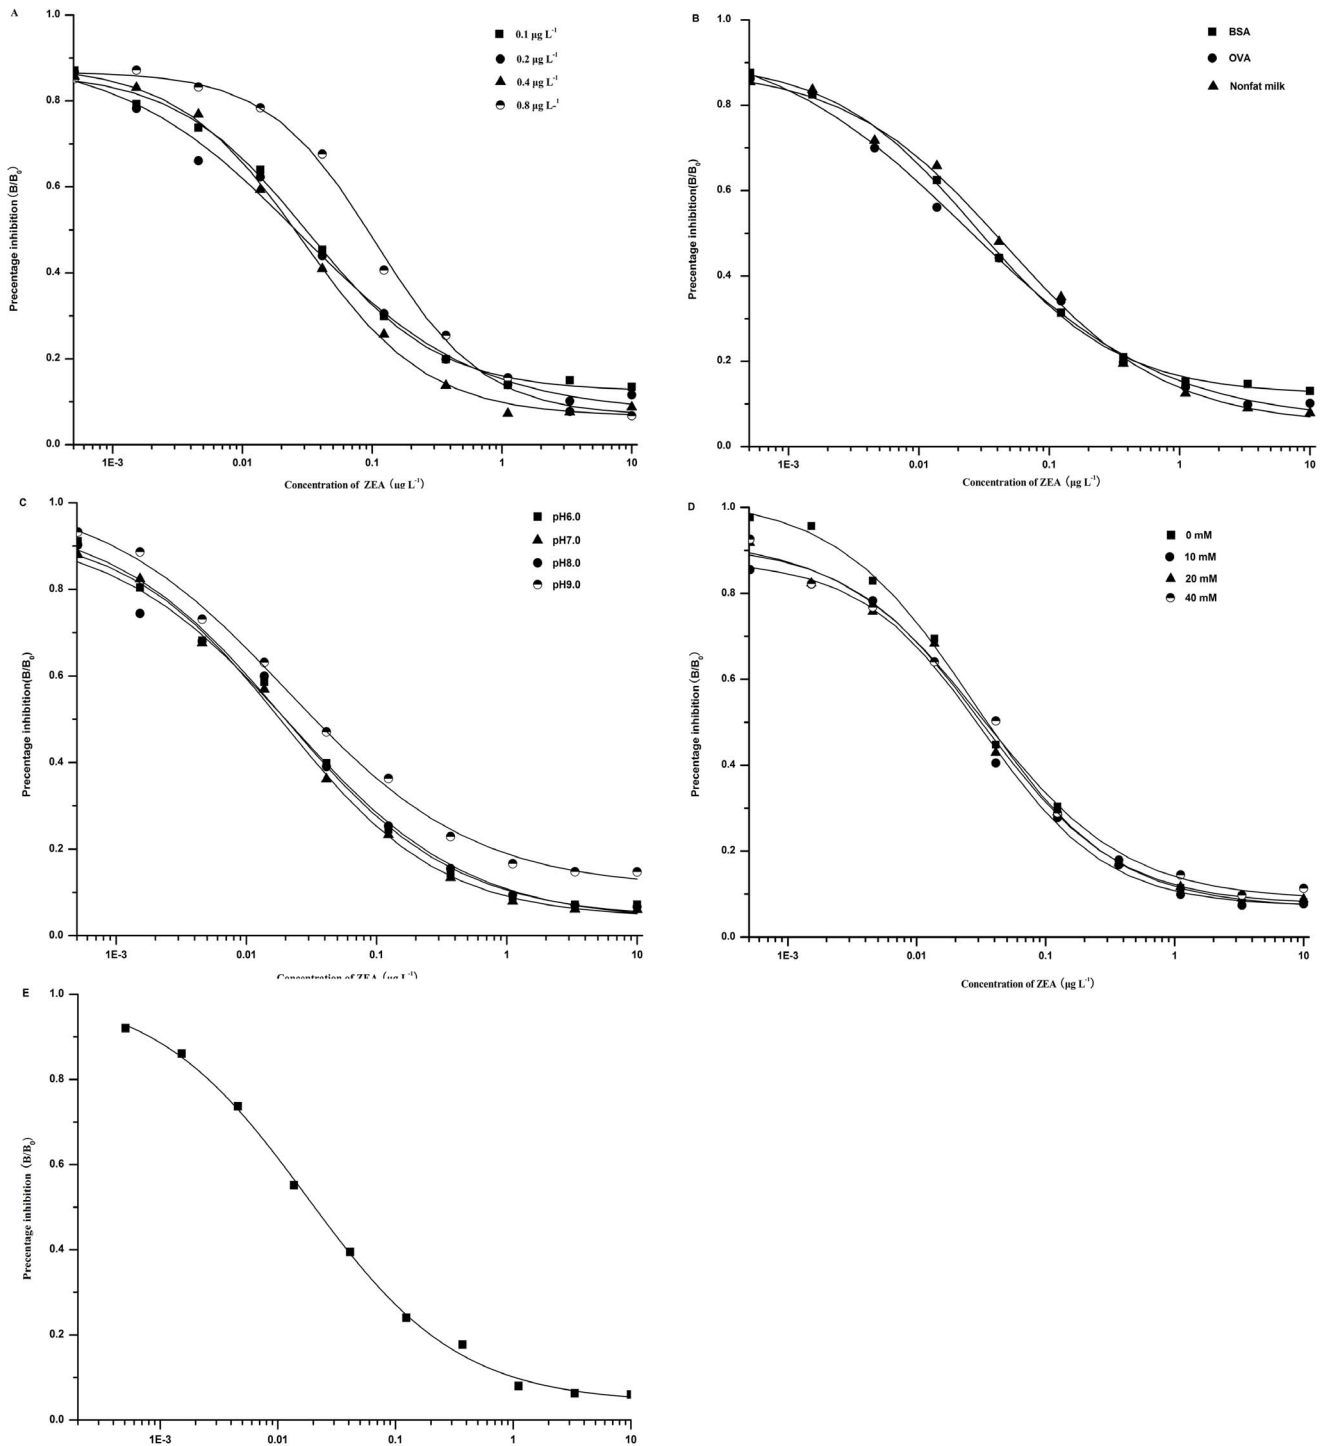 A
1.0
0.8
0.6
0.4
0.2
0.0
Precentage inhibition (B/B0)
0.1 μg L-1
0.2 μg L-1
0.4 μg L-1
0.8 μg L-1
1E-3 0.01 0.1 1 10
Concentration of ZEA (μg L-1)
B
1.0
0.8
0.6
0.4
0.2
0.0
Precentage inhibition(B/B0)
BSA
OVA
Nonfat milk
1E-3 0.01 0.1 1 10
Concentration of ZEA (μg L-1)
C
1.0
0.8
0.6
0.4
0.2
0.0
Precentage inhibition(B/B0)
pH6.0
pH7.0
pH8.0
pH9.0
1E-3 0.01 0.1 1 10
Concentration of ZEA (μg L-1)
D
1.0
0.8
0.6
0.4
0.2
0.0
Precentage inhibition (B/B0)
0 mM
10 mM
20 mM
40 mM
1E-3 0.01 0.1 1 10
Concentration of ZEA (μg L-1)
E
1.0
0.8
0.6
0.4
0.2
0.0
Precentage inhibition (B/B0)
1E-3 0.01 0.1 1 10